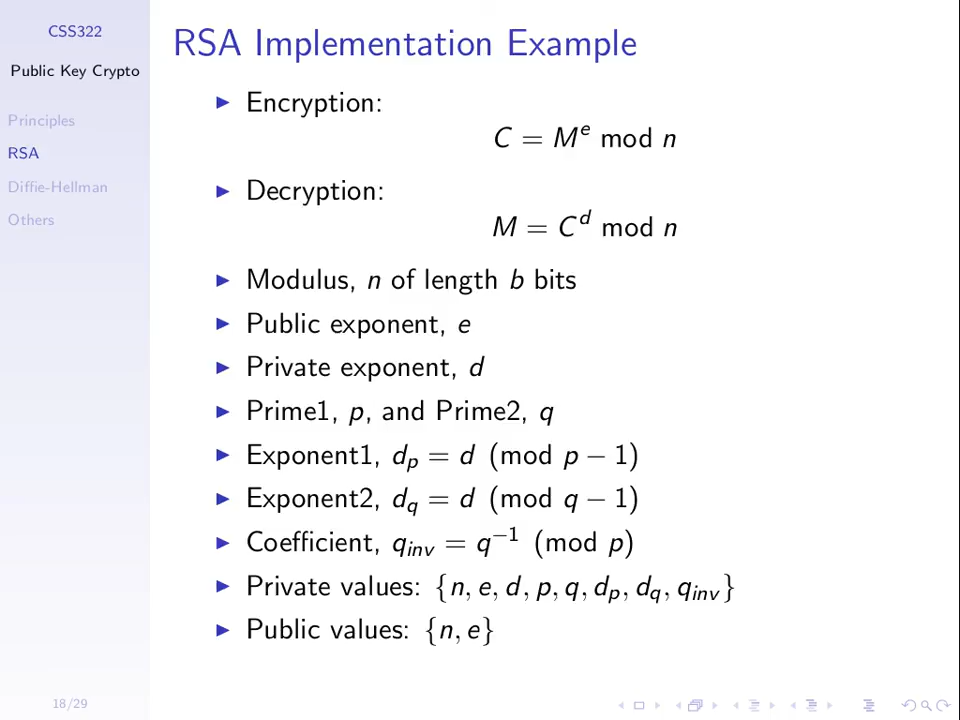 CSS322
Public Key Crypto
Principles
RSA
Diffie-Hellman
Others
RSA Implementation Example
▶ Encryption:
C = M^e mod n
▶ Decryption:
M = C^d mod n
▶ Modulus, n of length b bits
▶ Public exponent, e
▶ Private exponent, d
▶ Prime1, p, and Prime2, q
▶ Exponent1, d_p = d (mod p − 1)
▶ Exponent2, d_q = d (mod q − 1)
▶ Coefficient, q_inv = q^−1 (mod p)
▶ Private values: {n, e, d, p, q, d_p, d_q, q_inv}
▶ Public values: {n, e}
18/29